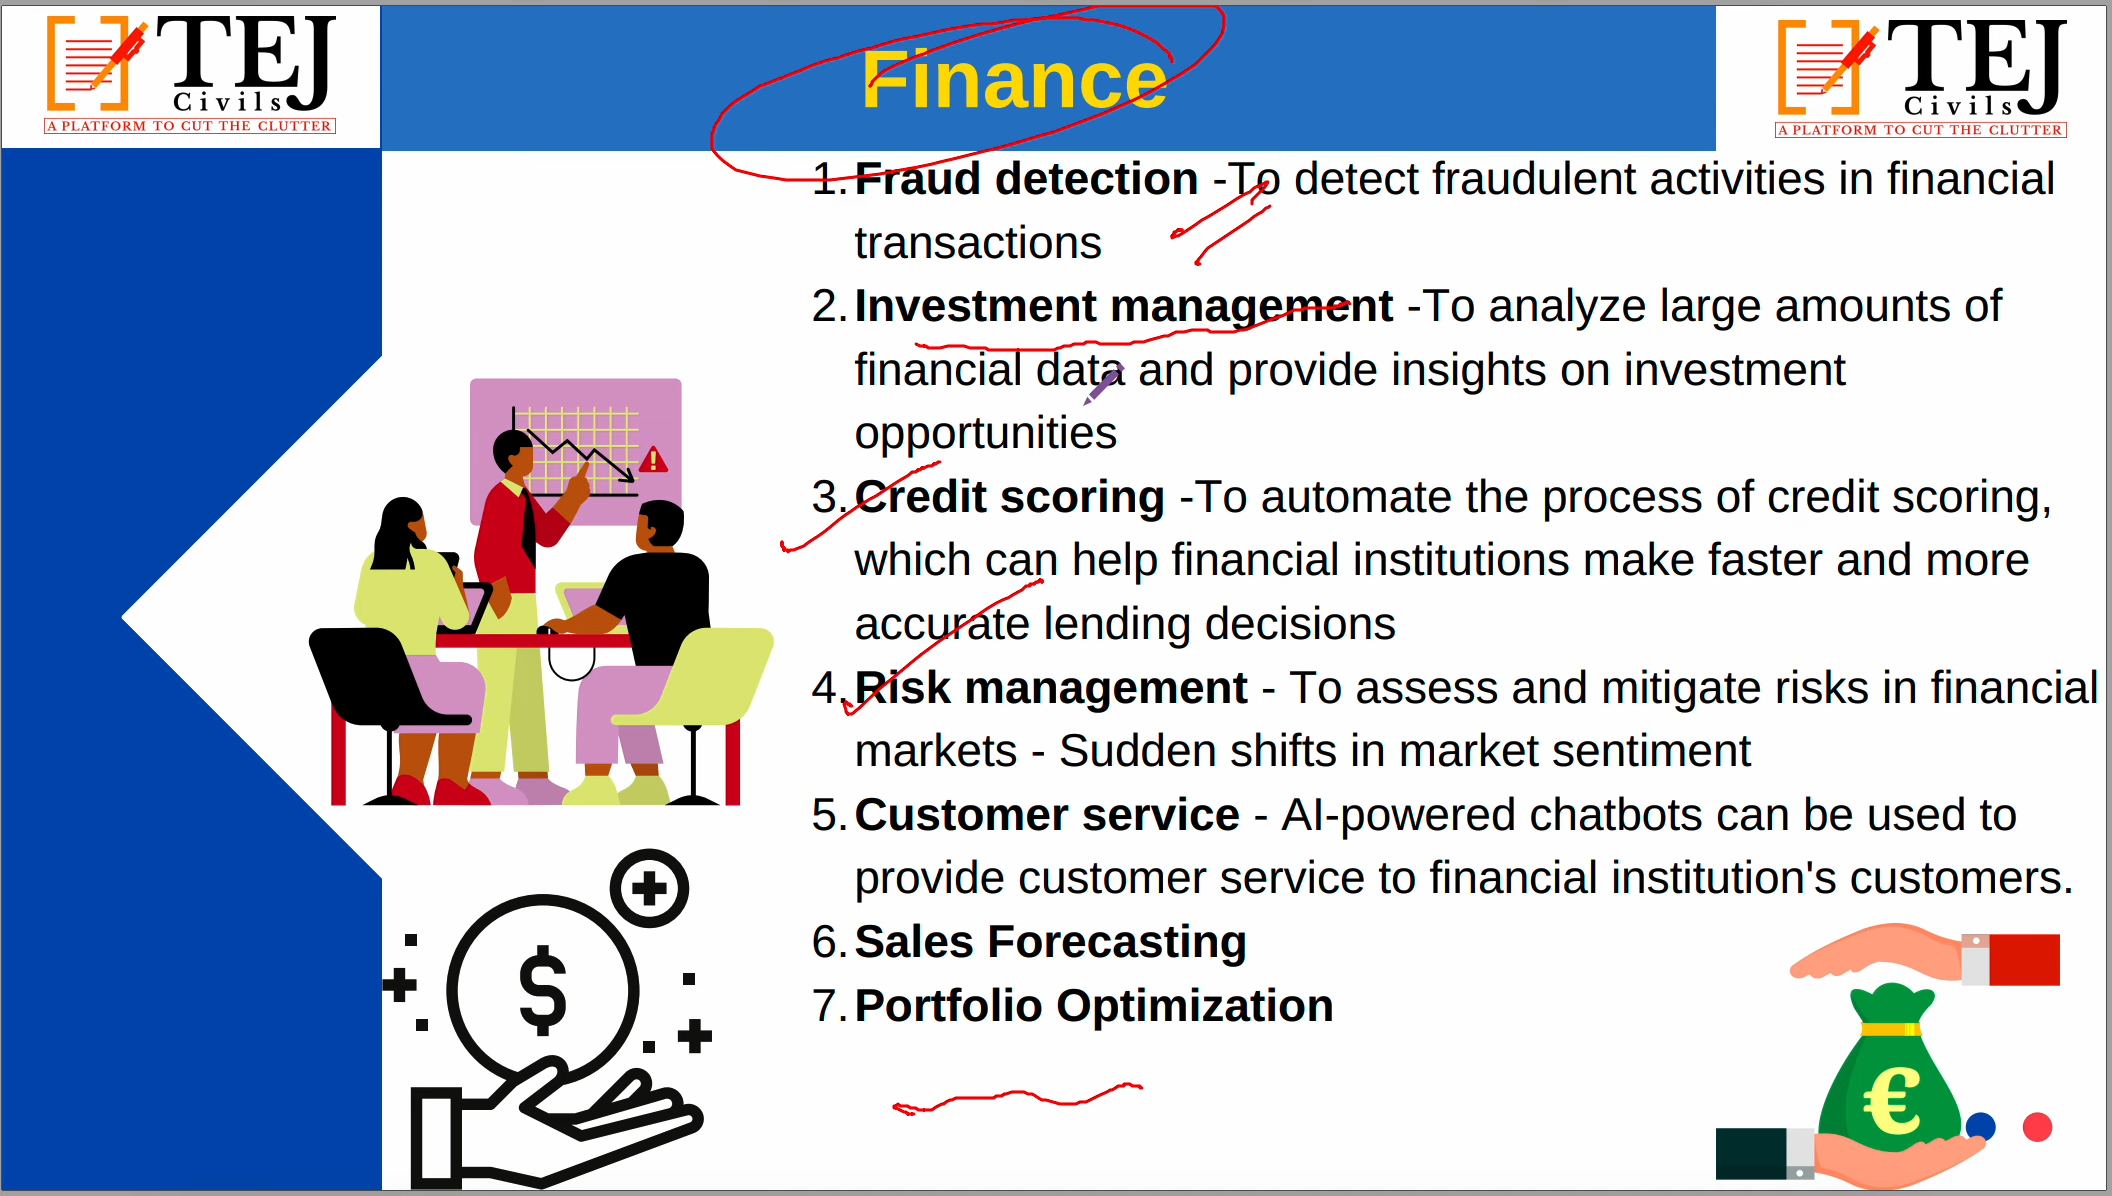 TEJ
Civils
A PLATFORM TO CUT THE CLUTTER
Finance
TEJ
Civils
A PLATFORM TO CUT THE CLUTTER
1. Fraud detection -To detect fraudulent activities in financial
transactions
2. Investment management -To analyze large amounts of
financial data and provide insights on investment
opportunities
3. Credit scoring -To automate the process of credit scoring,
which can help financial institutions make faster and more
accurate lending decisions
4. Risk management - To assess and mitigate risks in financial
markets - Sudden shifts in market sentiment
5. Customer service - AI-powered chatbots can be used to
provide customer service to financial institution's customers.
6. Sales Forecasting
7. Portfolio Optimization
!
$
€